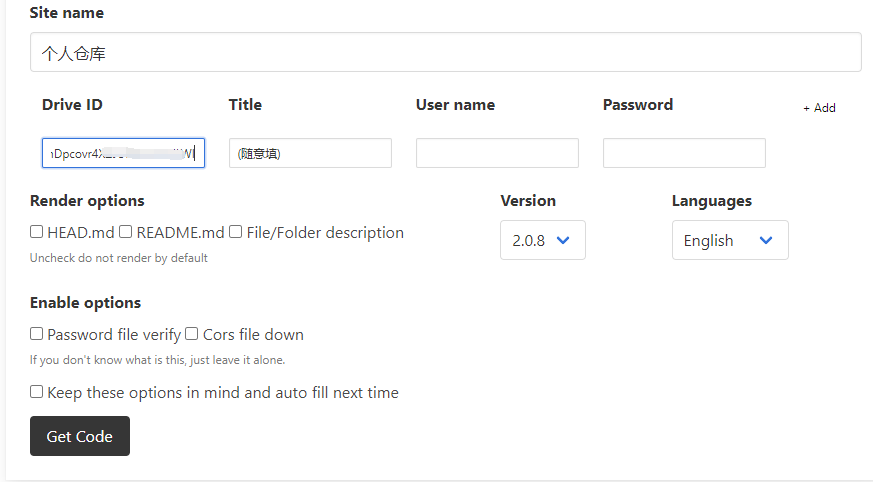 Site name
个人仓库
Drive ID Title User name Password + Add
(随意填)
Render options Version Languages
HEAD.md README.md File/Folder description 2.0.8 English
Uncheck do not render by default
Enable options
Password file verify Cors file down
If you don't know what is this, just leave it alone.
Keep these options in mind and auto fill next time
Get Code